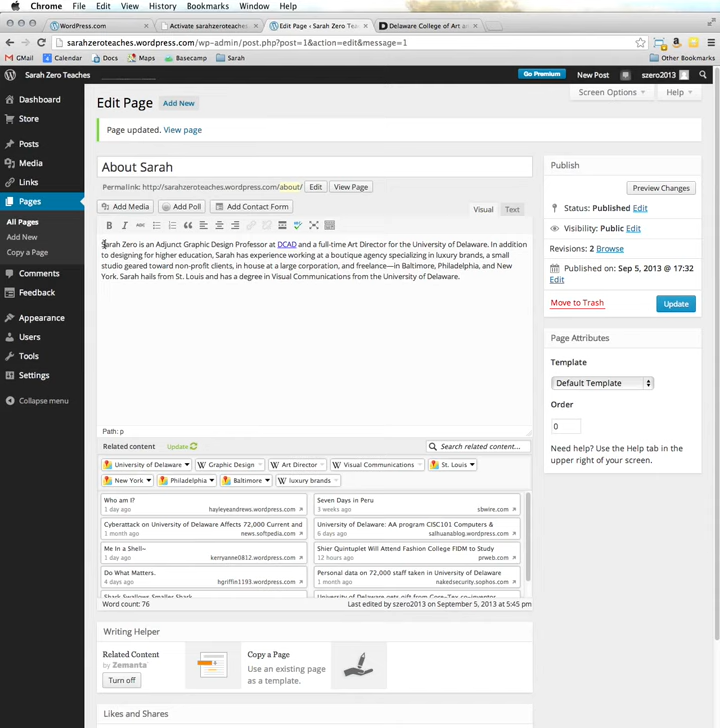 Chrome File Edit View History Bookmarks Window Help
WordPress.com × Activate sarahzeroteaches × Edit Page ‹ Sarah Zero Tea × Delaware College of Art a ×
sarahzeroteaches.wordpress.com/wp-admin/post.php?post=1&action=edit&message=1
GMail Calendar Docs Maps Basecamp Sarah Other Bookmarks
Sarah Zero Teaches Go Premium New Post szero2013
Screen Options Help
Edit Page Add New
Page updated. View page
Dashboard
Store
Posts
Media
Links
Pages
All Pages
Add New
Copy a Page
Comments
Feedback
Appearance
Users
Tools
Settings
Collapse menu
About Sarah
Permalink: http://sarahzeroteaches.wordpress.com/about/ Edit View Page
Add Media Add Poll Add Contact Form Visual Text
B I ABC
Sarah Zero is an Adjunct Graphic Design Professor at DCAD and a full-time Art Director for the University of Delaware. In addition
to designing for higher education, Sarah has experience working at a boutique agency specializing in luxury brands, a small
studio geared toward non-profit clients, in house at a large corporation, and freelance—in Baltimore, Philadelphia, and New
York. Sarah hails from St. Louis and has a degree in Visual Communications from the University of Delaware.
Path: p
Related content Update Search related content...
University of Delaware Graphic Design Art Director Visual Communications St. Louis
New York Philadelphia Baltimore luxury brands
Who am I?
1 day ago hayleyeandrews.wordpress.com
Seven Days in Peru
3 weeks ago sbwire.com
Cyberattack on University of Delaware Affects 72,000 Current and
1 month ago news.softpedia.com
University of Delaware: AA program CISC101 Computers &
6 days ago salhuanablog.wordpress.com
Me In a Shell~
1 day ago kerryanne0812.wordpress.com
Shier Quintuplet Will Attend Fashion College FIDM to Study
12 hours ago prweb.com
Do What Matters.
4 days ago hgriffin1193.wordpress.com
Personal data on 72,000 staff taken in University of Delaware
1 month ago nakedsecurity.sophos.com
Shark Swallows Smaller Shark
University of Delaware gets gift from
Word count: 76 Last edited by szero2013 on September 5, 2013 at 5:45 pm
Writing Helper
Related Content
by Zemanta
Turn off
Copy a Page
Use an existing page
as a template.
Likes and Shares
Publish
Preview Changes
Status: Published Edit
Visibility: Public Edit
Revisions: 2 Browse
Published on: Sep 5, 2013 @ 17:32
Edit
Move to Trash Update
Page Attributes
Template
Default Template
Order
0
Need help? Use the Help tab in the
upper right of your screen.